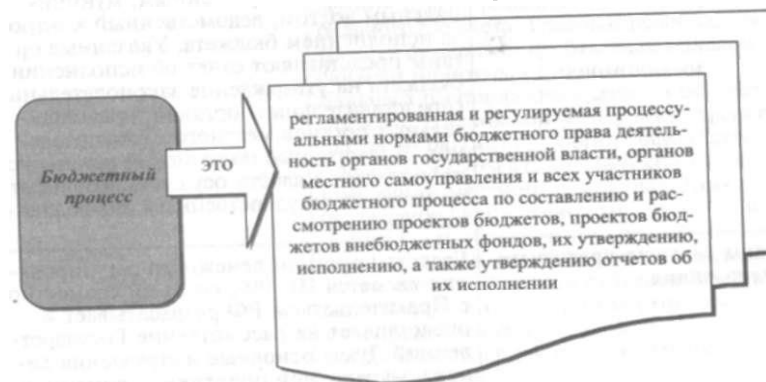 Бюджетный
процесс
это
регламентированная и регулируемая процессу-
альными нормами бюджетного права деятель-
ность органов государственной власти, органов
местного самоуправления и всех участников
бюджетного процесса по составлению и рас-
смотрению проектов бюджетов, проектов бюд-
жетов внебюджетных фондов, их утверждению,
исполнению, а также утверждению отчетов об
их исполнении